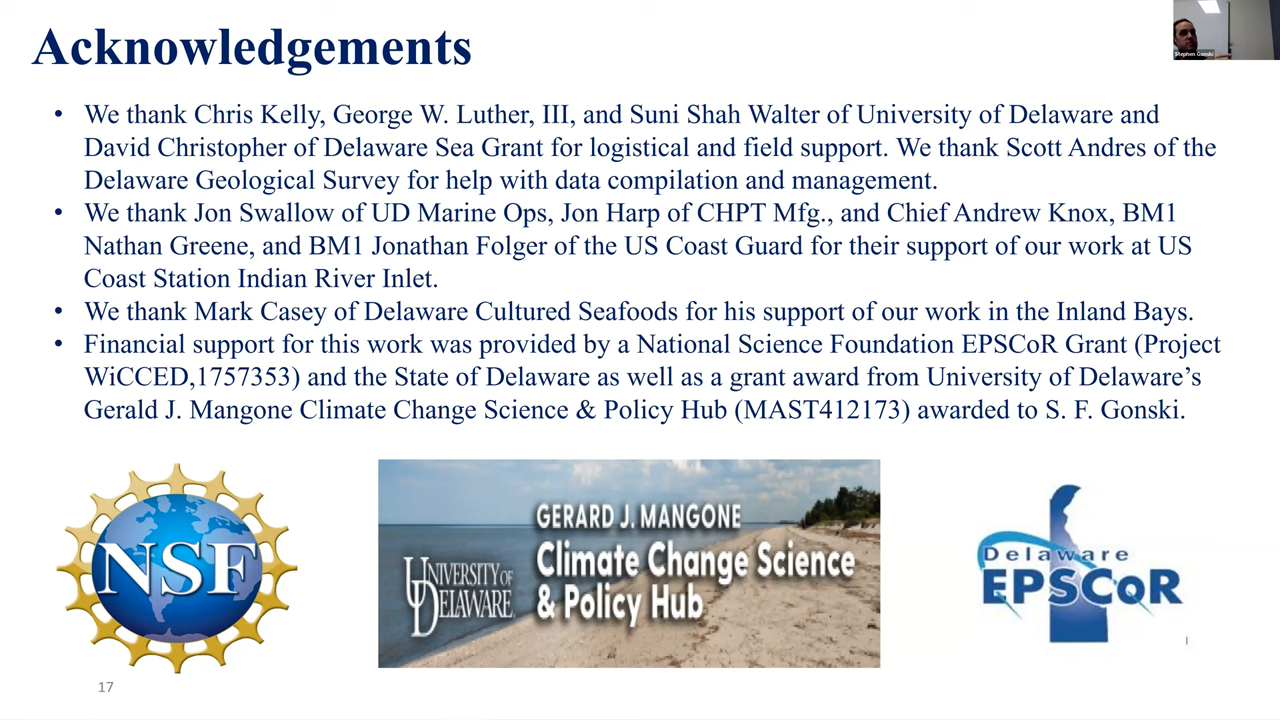 Acknowledgements
Stephen Gonski
• We thank Chris Kelly, George W. Luther, III, and Suni Shah Walter of University of Delaware and
David Christopher of Delaware Sea Grant for logistical and field support. We thank Scott Andres of the
Delaware Geological Survey for help with data compilation and management.
• We thank Jon Swallow of UD Marine Ops, Jon Harp of CHPT Mfg., and Chief Andrew Knox, BM1
Nathan Greene, and BM1 Jonathan Folger of the US Coast Guard for their support of our work at US
Coast Station Indian River Inlet.
• We thank Mark Casey of Delaware Cultured Seafoods for his support of our work in the Inland Bays.
• Financial support for this work was provided by a National Science Foundation EPSCoR Grant (Project
WiCCED,1757353) and the State of Delaware as well as a grant award from University of Delaware’s
Gerald J. Mangone Climate Change Science & Policy Hub (MAST412173) awarded to S. F. Gonski.
NSF
UNIVERSITY OF
DELAWARE
GERARD J. MANGONE
Climate Change Science
& Policy Hub
Delaware
EPSCoR
17